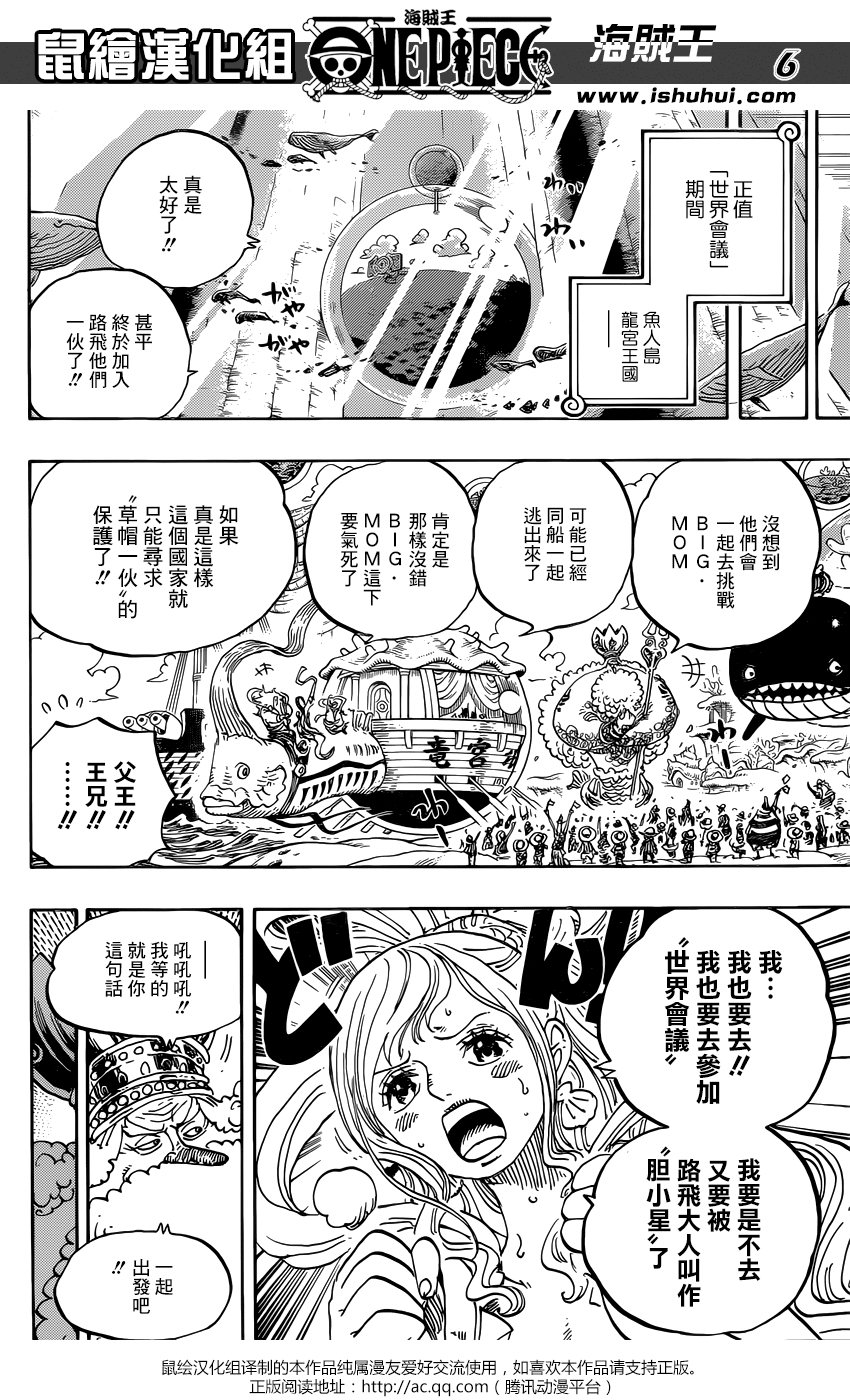 鼠繪漢化組
海賊王
ONE PIECE
海賊王
6
www.ishuhui.com
正值
「世界會議」
期間
魚人島
龍宮王國
——
真是
太好了!!
甚平
終於加入
路飛他們
一伙了!!
沒想到
他們會
一起去挑戰
BIG·
MOM
可能已經
同船一起
逃出來了
肯定是
那樣沒錯
BIG·
MOM這下
要氣死了
如果
真是這樣
這個國家就
只能尋求
〝草帽一伙〞的
保護了!!
竜宮
父王!!
王兄!!
……!!
我…
我也要去!!
我也要去參加
〝世界會議〞
我要是不去
又要被
路飛大人叫作
〝胆小星〞了
——
吼吼吼!!
我等的
就是你
這句話
一起
出發吧
!!
鼠绘汉化组译制的本作品纯属漫友爱好交流使用，如喜欢本作品请支持正版。
正版阅读地址：http://ac.qq.com（腾讯动漫平台）